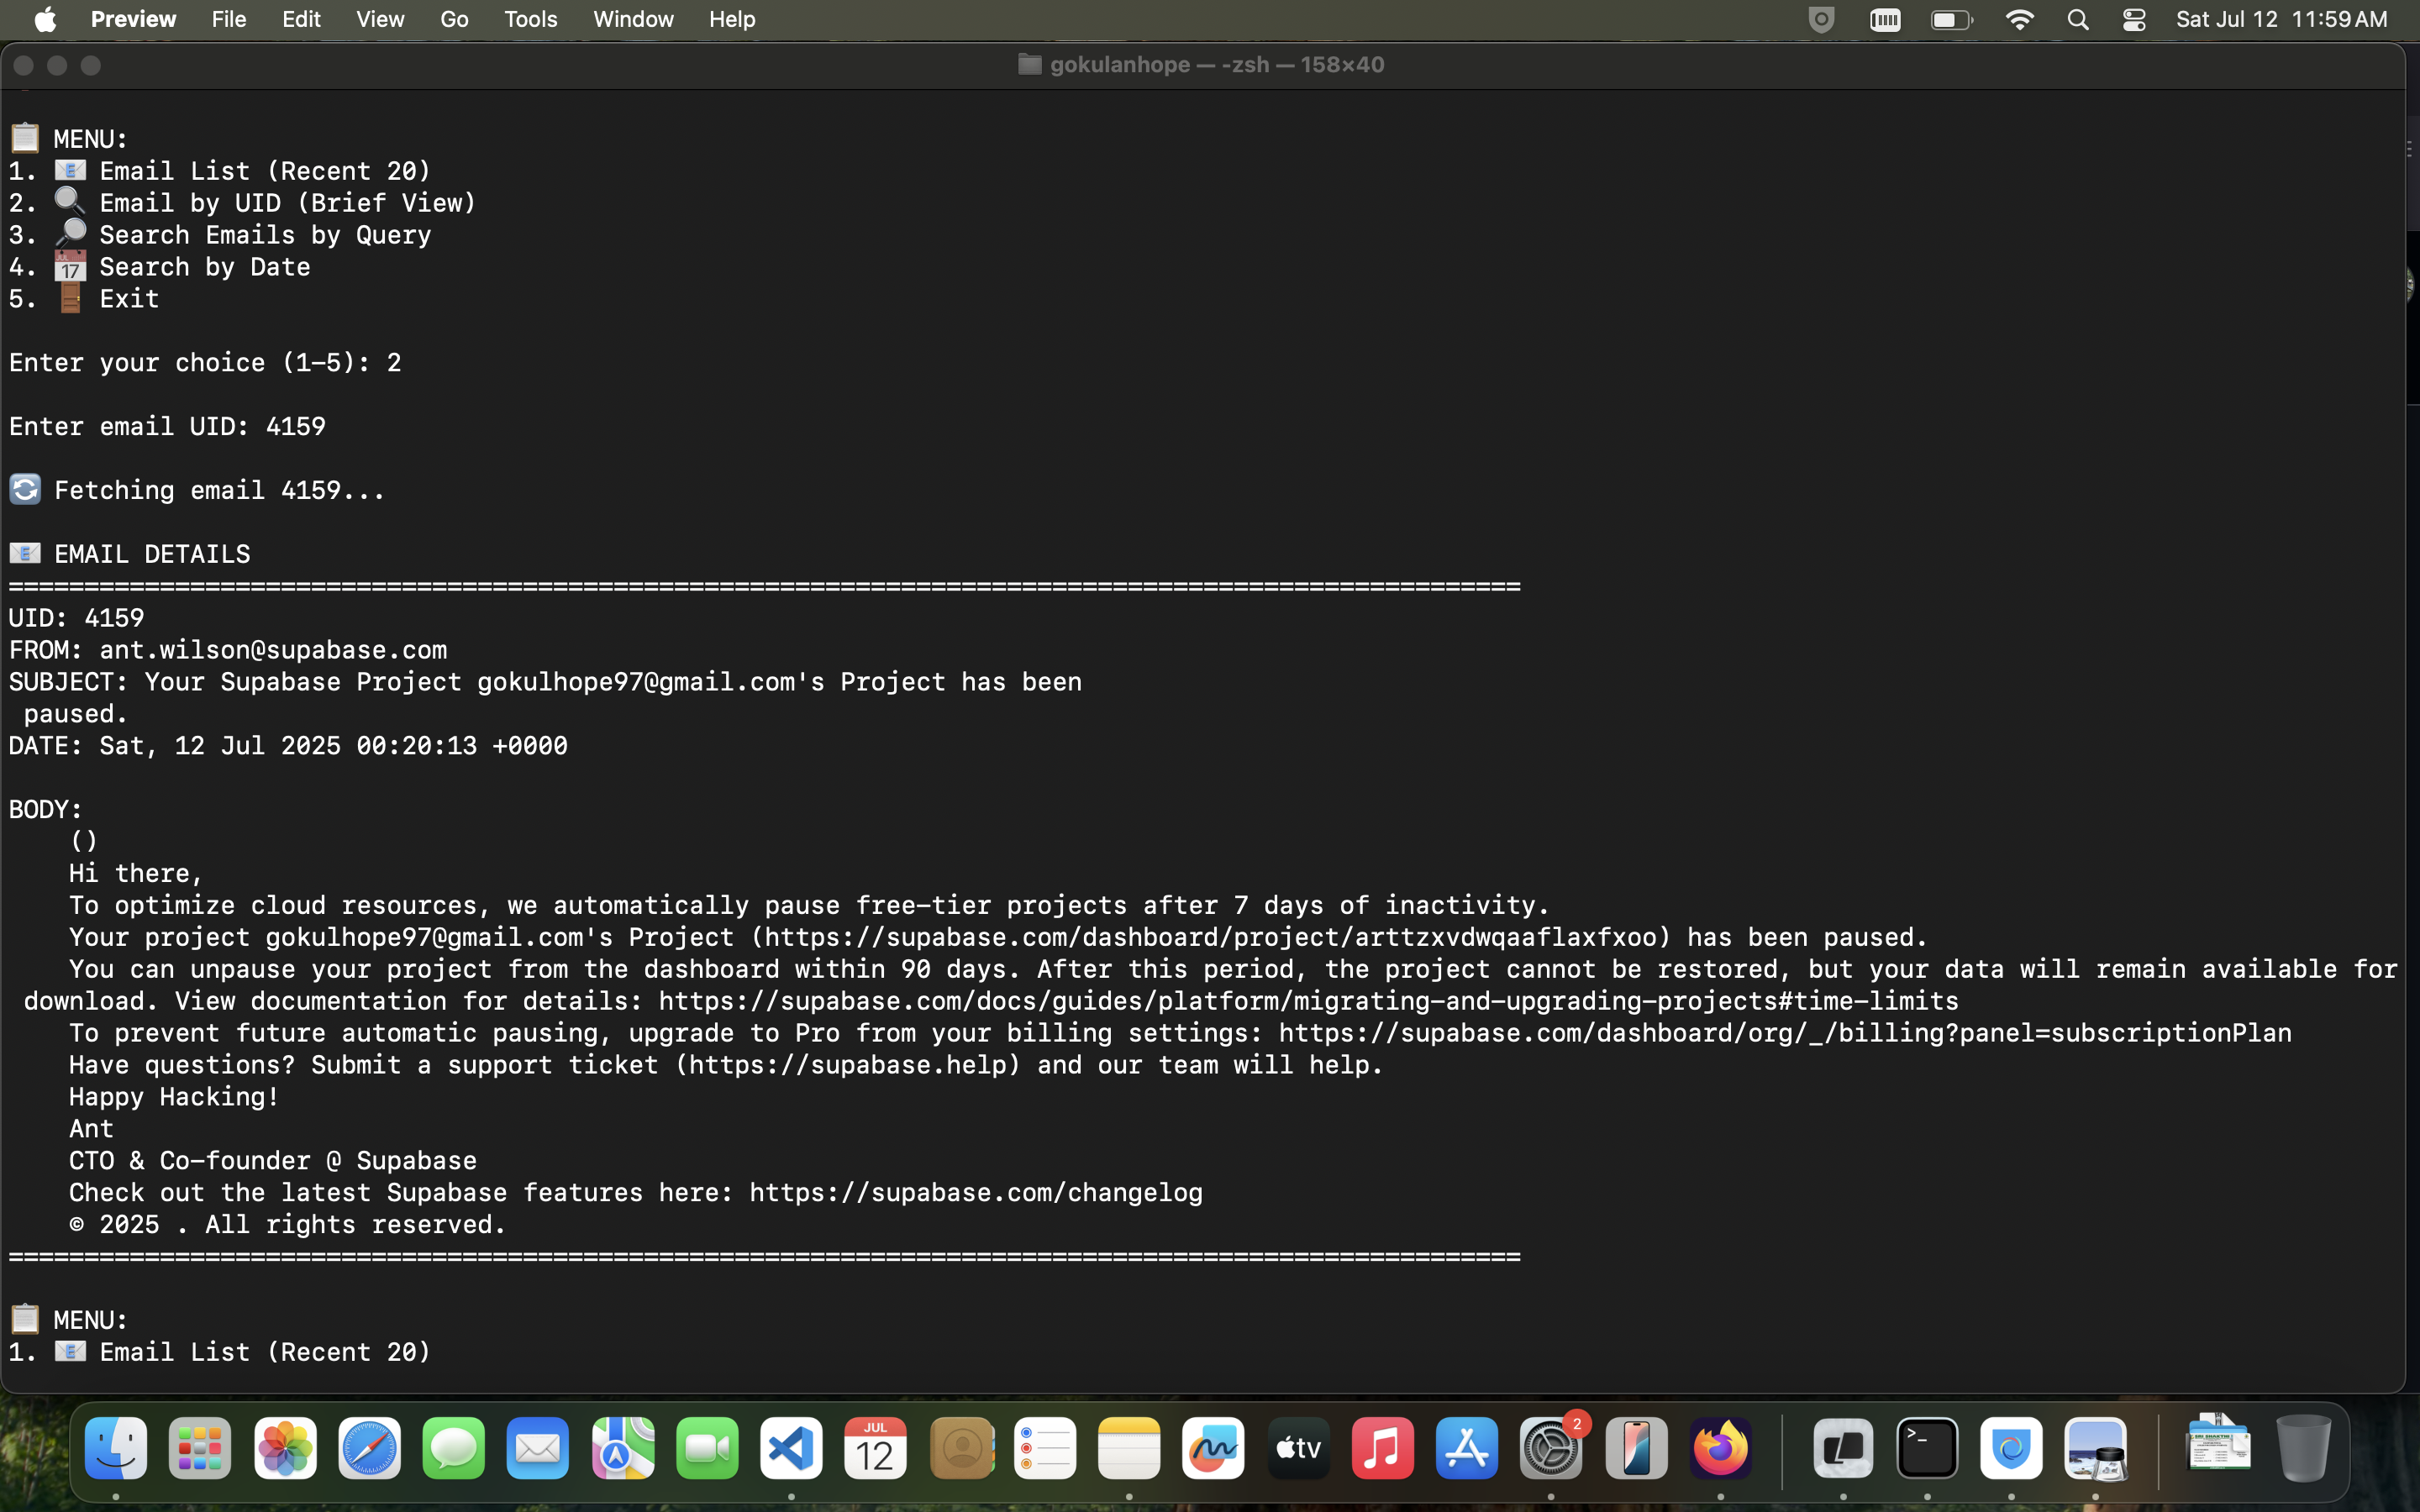 Preview File Edit View Go Tools Window Help Sat Jul 12 11:59 AM
gokulanhope — -zsh — 158×40
MENU:
1. Email List (Recent 20)
2. Email by UID (Brief View)
3. Search Emails by Query
4. Search by Date
5. Exit
Enter your choice (1-5): 2
Enter email UID: 4159
Fetching email 4159...
EMAIL DETAILS
====================================================================================================
UID: 4159
FROM: ant.wilson@supabase.com
SUBJECT: Your Supabase Project gokulhope97@gmail.com's Project has been
paused.
DATE: Sat, 12 Jul 2025 00:20:13 +0000
BODY:
()
Hi there,
To optimize cloud resources, we automatically pause free-tier projects after 7 days of inactivity.
Your project gokulhope97@gmail.com's Project (https://supabase.com/dashboard/project/arttzxvdwqaaflaxfxoo) has been paused.
You can unpause your project from the dashboard within 90 days. After this period, the project cannot be restored, but your data will remain available for
download. View documentation for details: https://supabase.com/docs/guides/platform/migrating-and-upgrading-projects#time-limits
To prevent future automatic pausing, upgrade to Pro from your billing settings: https://supabase.com/dashboard/org/_/billing?panel=subscriptionPlan
Have questions? Submit a support ticket (https://supabase.help) and our team will help.
Happy Hacking!
Ant
CTO & Co-founder @ Supabase
Check out the latest Supabase features here: https://supabase.com/changelog
© 2025 . All rights reserved.
====================================================================================================
MENU:
1. Email List (Recent 20)
JUL
12
tv
2